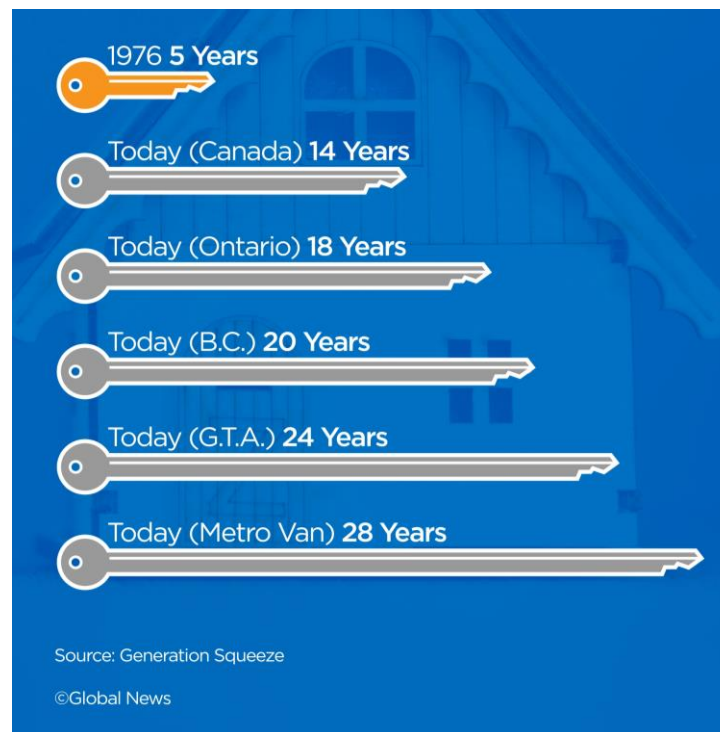 1976 5 Years
Today (Canada) 14 Years
Today (Ontario) 18 Years
Today (B.C.) 20 Years
Today (G.T.A.) 24 Years
Today (Metro Van) 28 Years
Source: Generation Squeeze
©Global News